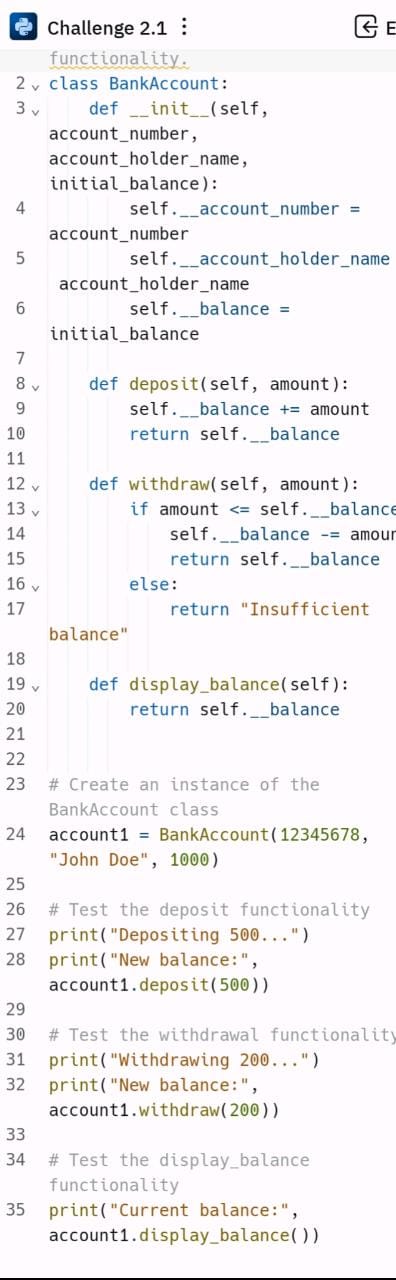 Challenge 2.1
E
functionality.
2 class BankAccount:
3 def __init__(self,
account_number,
account_holder_name,
initial_balance):
4 self.__account_number =
account_number
5 self.__account_holder_name
account_holder_name
6 self.__balance =
initial_balance
7
8 def deposit(self, amount):
9 self.__balance += amount
10 return self.__balance
11
12 def withdraw(self, amount):
13 if amount <= self.__balance
14 self.__balance -= amoun
15 return self.__balance
16 else:
17 return "Insufficient
balance"
18
19 def display_balance(self):
20 return self.__balance
21
22
23 # Create an instance of the
BankAccount class
24 account1 = BankAccount(12345678,
"John Doe", 1000)
25
26 # Test the deposit functionality
27 print("Depositing 500...")
28 print("New balance:",
account1.deposit(500))
29
30 # Test the withdrawal functionality
31 print("Withdrawing 200...")
32 print("New balance:",
account1.withdraw(200))
33
34 # Test the display_balance
functionality
35 print("Current balance:",
account1.display_balance())